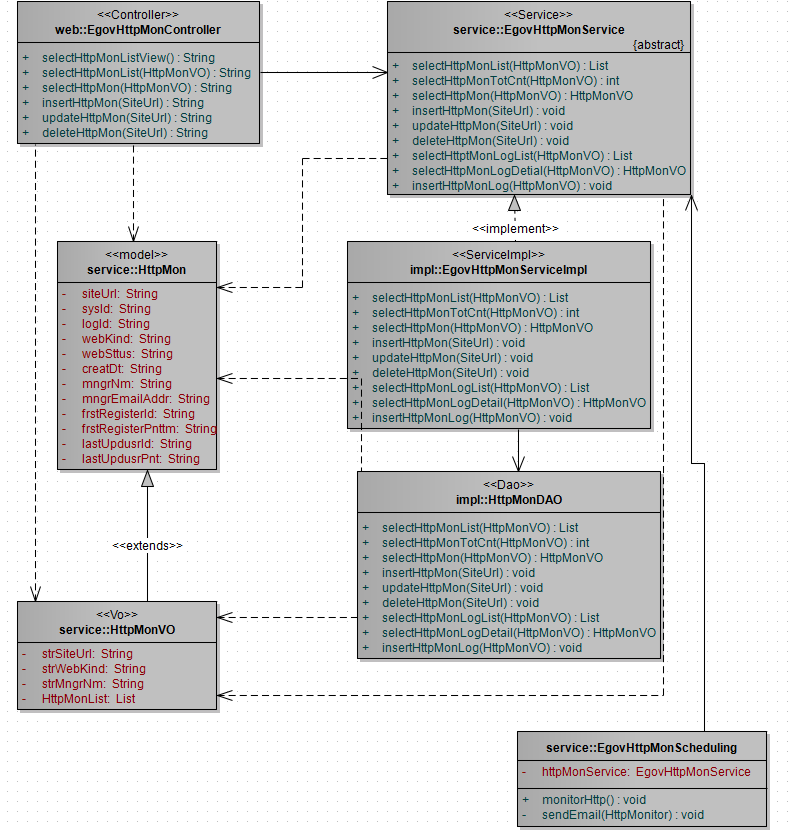 <<Controller>>
web::EgovHttpMonController
+ selectHttpMonListView() : String
+ selectHttpMonList(HttpMonVO) : String
+ selectHttpMon(HttpMonVO) : String
+ insertHttpMon(SiteUrl) : String
+ updateHttpMon(SiteUrl) : String
+ deleteHttpMon(SiteUrl) : String
<<Service>>
service::EgovHttpMonService
{abstract}
+ selectHttpMonList(HttpMonVO) : List
+ selectHttpMonTotCnt(HttpMonVO) : int
+ selectHttpMon(HttpMonVO) : HttpMonVO
+ insertHttpMon(SiteUrl) : void
+ updateHttpMon(SiteUrl) : void
+ deleteHttpMon(SiteUrl) : void
+ selectHttptMonLogList(HttpMonVO) : List
+ selectHttpMonLogDetial(HttpMonVO) : HttpMonVO
+ insertHttpMonLog(HttpMonVO) : void
<<implement>>
<<model>>
service::HttpMon
- siteUrl: String
- sysId: String
- logId: String
- webKind: String
- webSttus: String
- creatDt: String
- mngrNm: String
- mngrEmailAddr: String
- frstRegisterId: String
- frstRegisterPnttm: String
- lastUpdusrId: String
- lastUpdusrPnt: String
<<ServiceImpl>>
impl::EgovHttpMonServiceImpl
+ selectHttpMonList(HttpMonVO) : List
+ selectHttpMonTotCnt(HttpMonVO) : int
+ selectHttpMon(HttpMonVO) : HttpMonVO
+ insertHttpMon(SiteUrl) : void
+ updateHttpMon(SiteUrl) : void
+ deleteHttpMon(SiteUrl) : void
+ selectHttpMonLogList(HttpMonVO) : List
+ selectHttpMonLogDetail(HttpMonVO) : HttpMonVO
+ insertHttpMonLog(HttpMonVO) : void
<<extends>>
<<Dao>>
impl::HttpMonDAO
+ selectHttpMonList(HttpMonVO) : List
+ selectHttpMonTotCnt(HttpMonVO) : int
+ selectHttpMon(HttpMonVO) : HttpMonVO
+ insertHttpMon(SiteUrl) : void
+ updateHttpMon(SiteUrl) : void
+ deleteHttpMon(SiteUrl) : void
+ selectHttpMonLogList(HttpMonVO) : List
+ selectHttpMonLogDetail(HttpMonVO) : HttpMonVO
+ insertHttpMonLog(HttpMonVO) : void
<<Vo>>
service::HttpMonVO
- strSiteUrl: String
- strWebKind: String
- strMngrNm: String
- HttpMonList: List
service::EgovHttpMonScheduling
- httpMonService: EgovHttpMonService
+ monitorHttp() : void
- sendEmail(HttpMonitor) : void